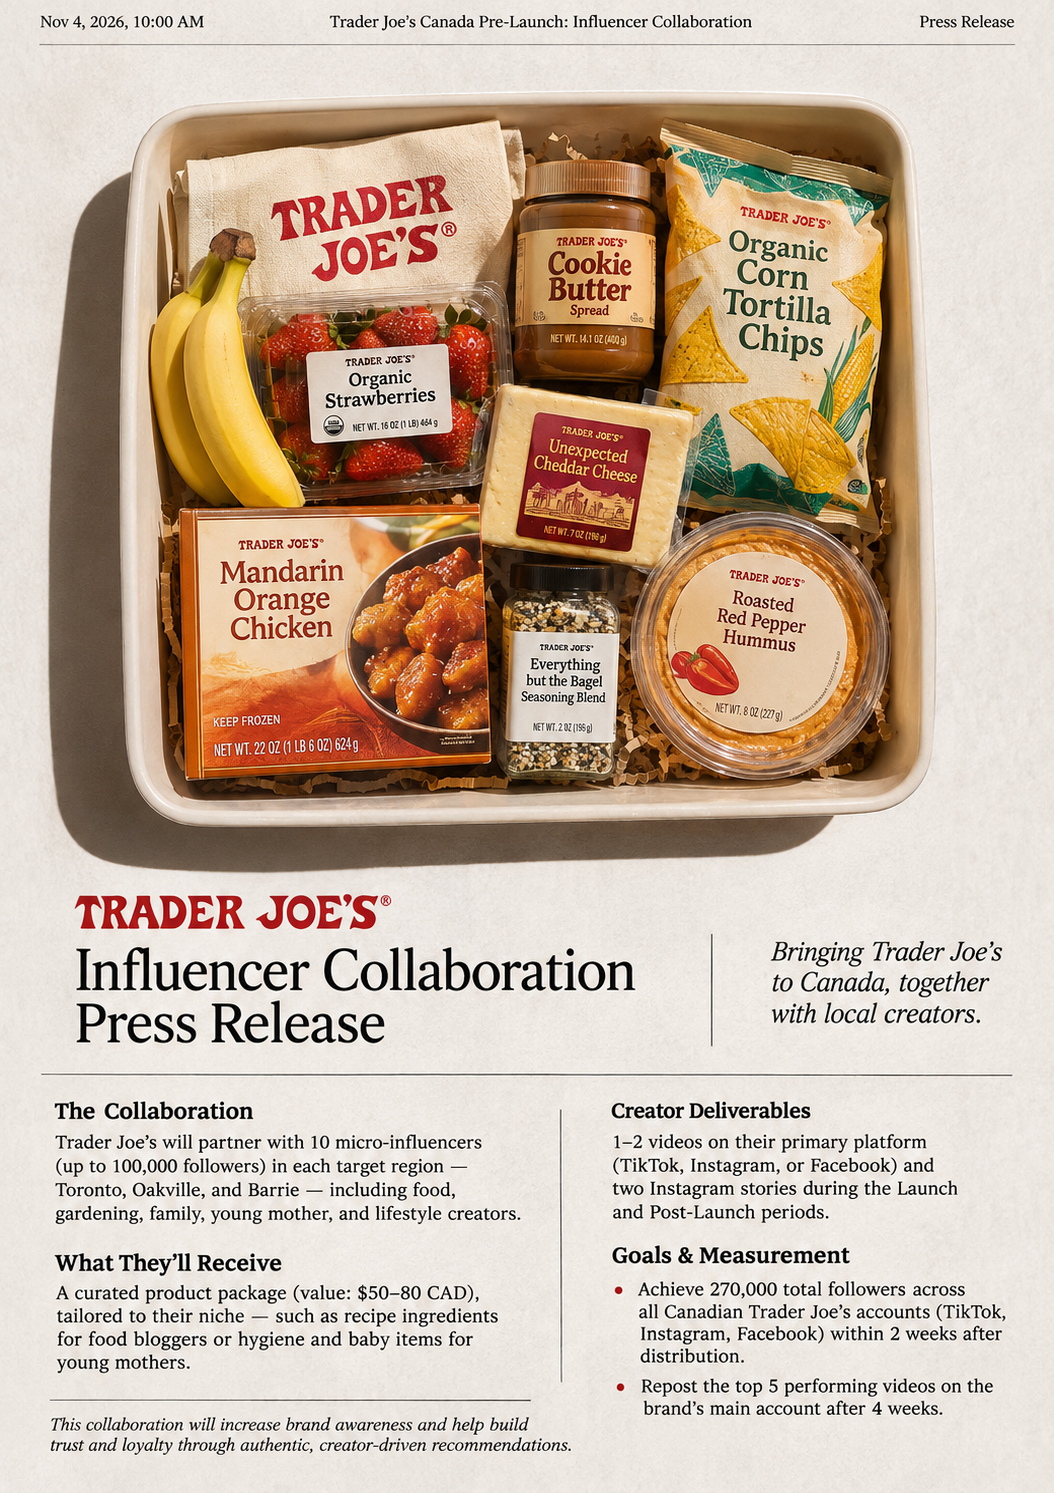 Nov 4, 2026, 10:00 AM
Trader Joe's Canada Pre-Launch: Influencer Collaboration
Press Release
TRADER
JOE'S®
TRADER JOE'S®
Cookie
Butter
Spread
NET WT. 14.1 OZ (400 g)
TRADER JOE'S®
Organic
Corn
Tortilla
Chips
TRADER JOE'S®
Organic
Strawberries
NET WT. 16 OZ (1 LB) 464 g
TRADER JOE'S®
Unexpected
Cheddar Cheese
NET WT. 7 OZ (198 g)
TRADER JOE'S®
Mandarin
Orange
Chicken
KEEP FROZEN
NET WT. 22 OZ (1 LB 6 OZ) 624 g
TRADER JOE'S®
Everything
but the Bagel
Seasoning Blend
NET WT. 2 OZ (196 g)
TRADER JOE'S®
Roasted
Red Pepper
Hummus
NET WT. 8 OZ (227 g)
TRADER JOE'S®
Influencer Collaboration
Press Release
Bringing Trader Joe's
to Canada, together
with local creators.
The Collaboration
Trader Joe's will partner with 10 micro-influencers
(up to 100,000 followers) in each target region —
Toronto, Oakville, and Barrie — including food,
gardening, family, young mother, and lifestyle creators.
What They'll Receive
A curated product package (value: $50–80 CAD),
tailored to their niche — such as recipe ingredients
for food bloggers or hygiene and baby items for
young mothers.
This collaboration will increase brand awareness and help build
trust and loyalty through authentic, creator-driven recommendations.
Creator Deliverables
1–2 videos on their primary platform
(TikTok, Instagram, or Facebook) and
two Instagram stories during the Launch
and Post-Launch periods.
Goals & Measurement
• Achieve 270,000 total followers across
all Canadian Trader Joe's accounts (TikTok,
Instagram, Facebook) within 2 weeks after
distribution.
• Repost the top 5 performing videos on the
brand's main account after 4 weeks.